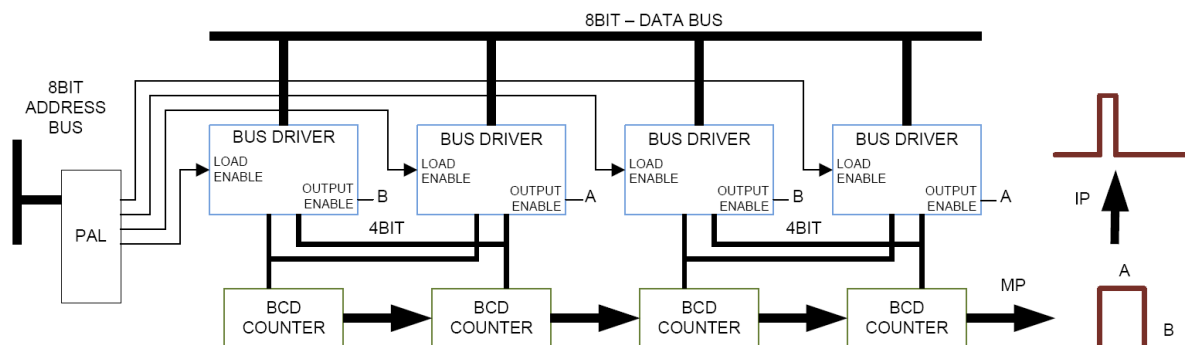 8BIT – DATA BUS
8BIT
ADDRESS
BUS
BUS DRIVER
BUS DRIVER
BUS DRIVER
BUS DRIVER
LOAD
ENABLE
LOAD
ENABLE
LOAD
ENABLE
LOAD
ENABLE
OUTPUT
ENABLE
B
OUTPUT
ENABLE
A
OUTPUT
ENABLE
B
OUTPUT
ENABLE
A
IP
PAL
4BIT
4BIT
A
MP
BCD
COUNTER
BCD
COUNTER
BCD
COUNTER
BCD
COUNTER
B